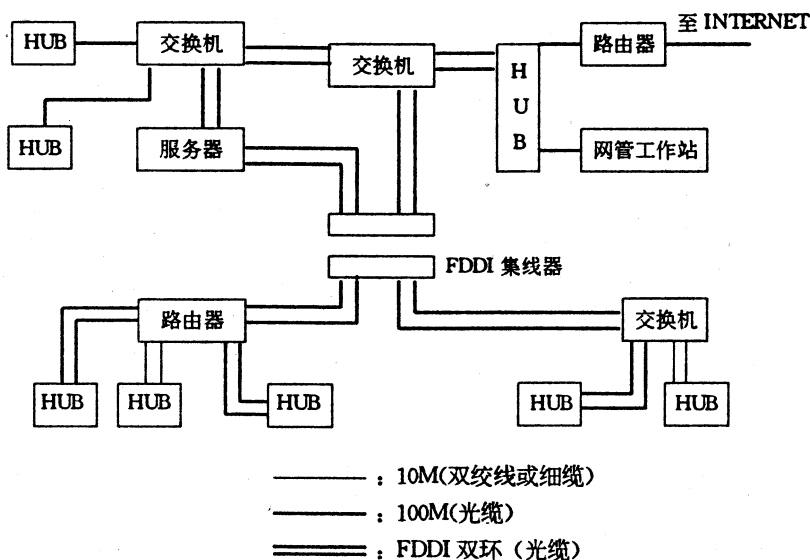 至 INTERNET
HUB
交换机
交换机
路由器
H
U
B
HUB
服务器
网管工作站
FDDI 集线器
路由器
交换机
HUB
HUB
HUB
HUB
HUB
：10M(双绞线或细缆)
：100M(光缆)
：FDDI 双环（光缆）